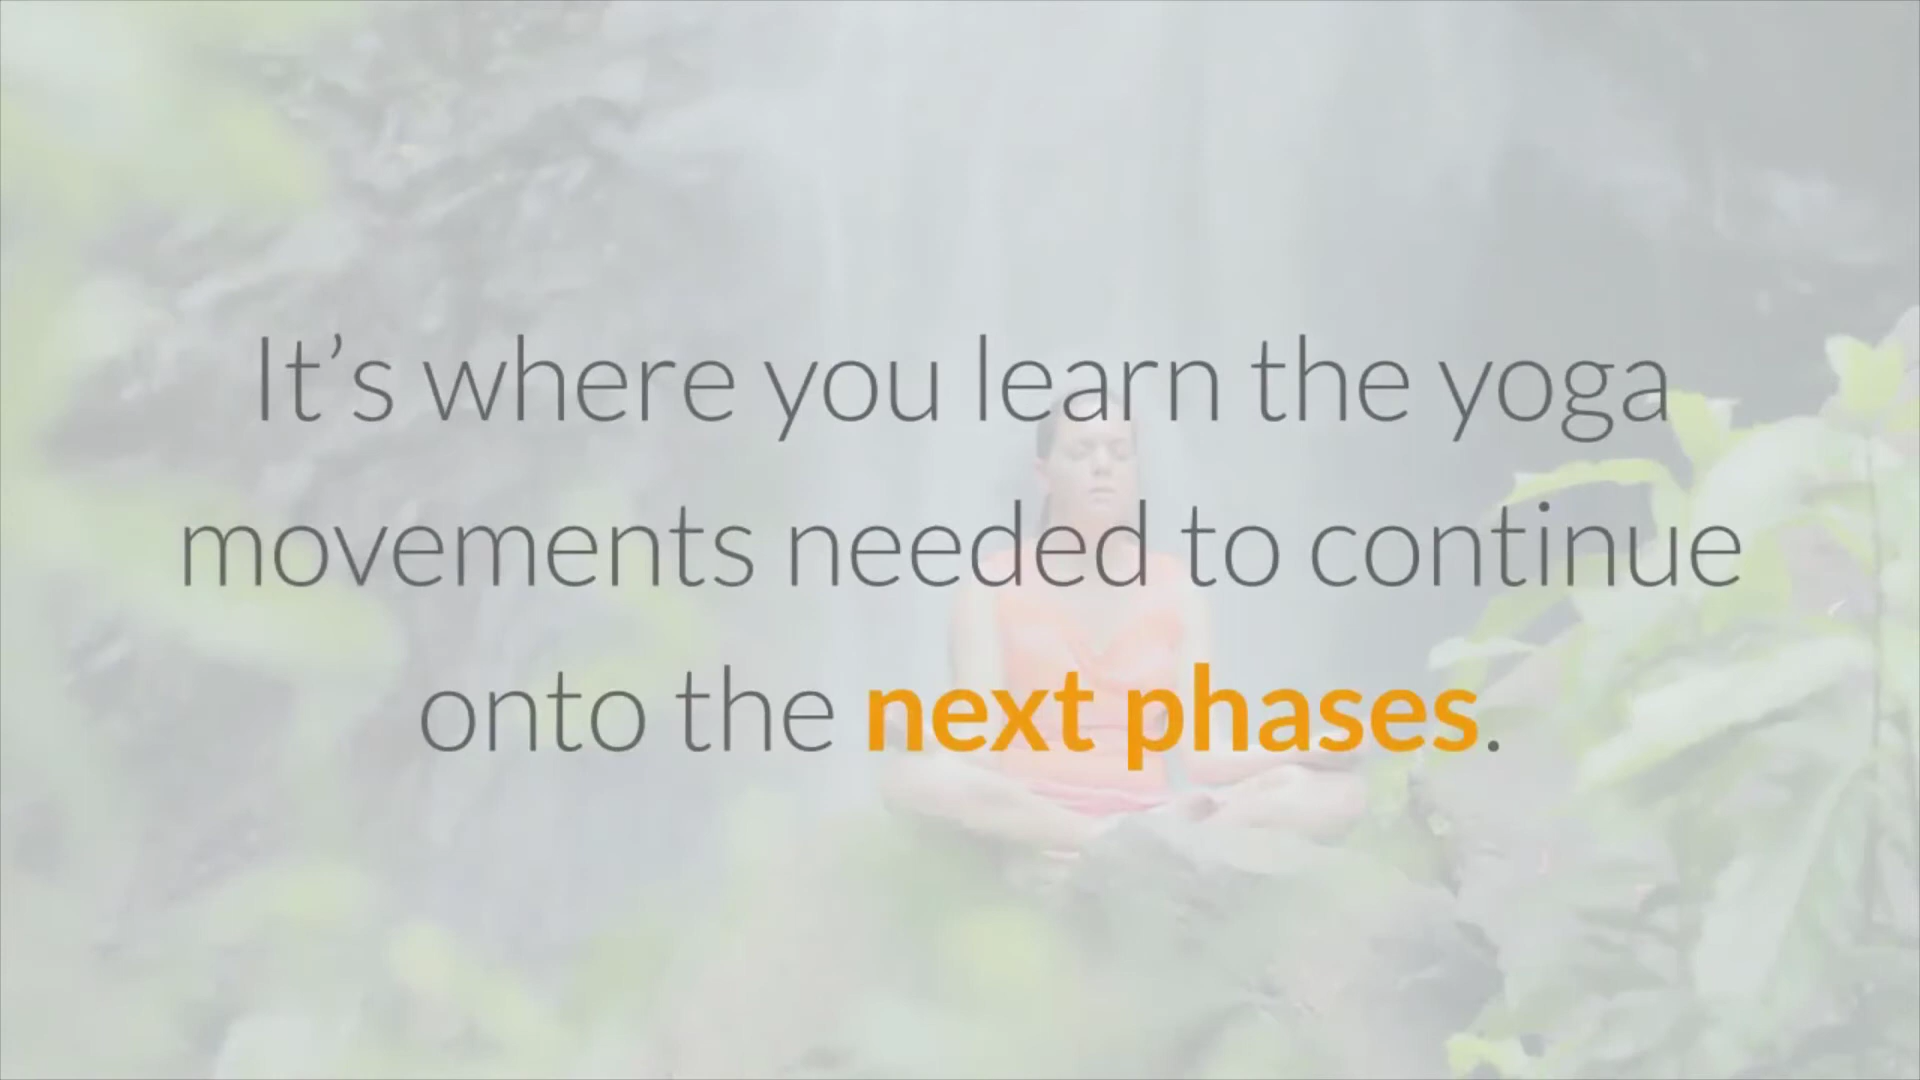 It’s where you learn the yoga
movements needed to continue
onto the next phases.